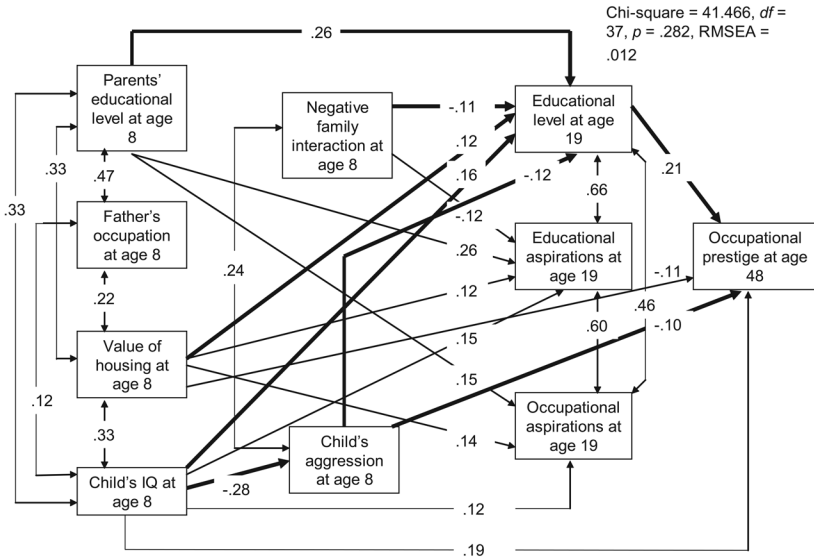 Chi-square = 41.466, df =
37, p = .282, RMSEA =
.012
.26
Parents'
educational
level at age
8
Negative
family
interaction at
age 8
-.11
Educational
level at age
19
.12
.16
-.12
.21
.33
.47
.66
.33
Father's
occupation
at age 8
-.12
Educational
aspirations at
age 19
Occupational
prestige at age
48
.26
.24
-.11
.22
.12
.46
.60
-.10
Value of
housing at
age 8
.15
.15
.12
.33
.14
Occupational
aspirations at
age 19
Child's
aggression
at age 8
Child's IQ at
age 8
-.28
.12
.19